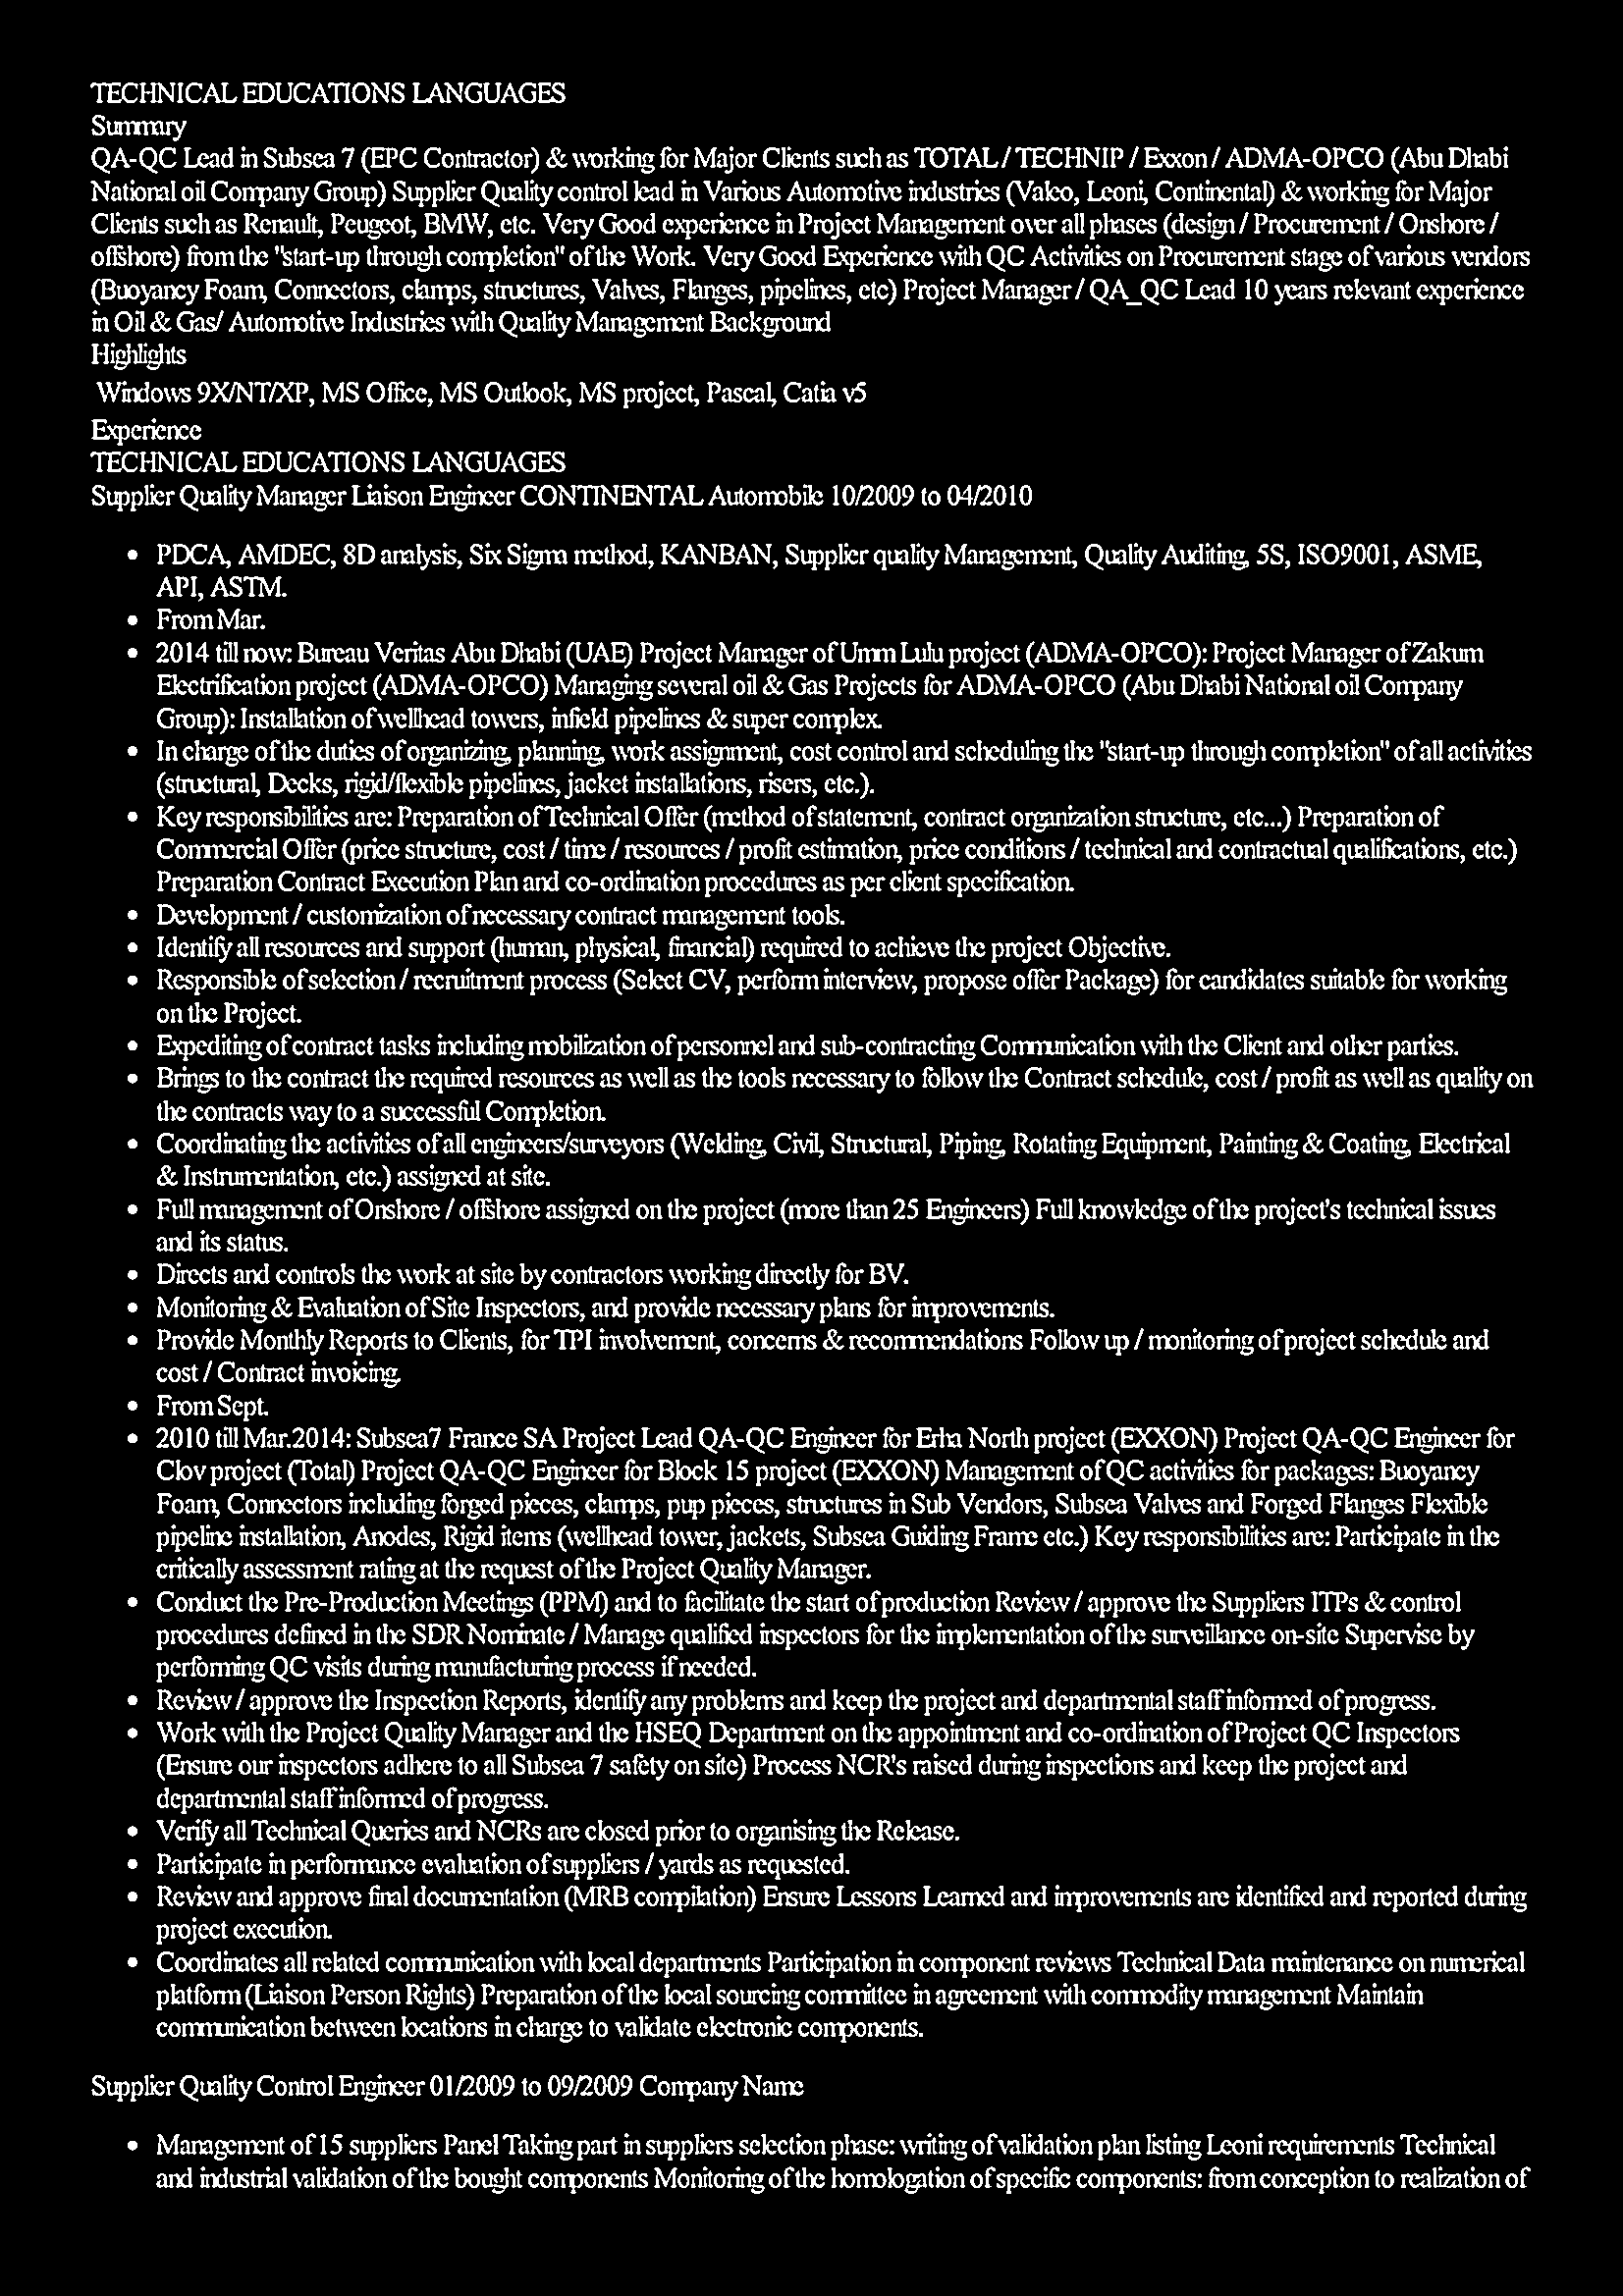 TECHNICAL EDUCATIONS LANGUAGES
Summary
QA-QC Lead in Subsea 7 (EPC Contractor) & working for Major Clients such as TOTAL / TECHNIP / Exxon / ADMA-OPCO (Abu Dhabi
National oil Company Group) Supplier Quality control lead in Various Automotive industries (Valeo, Leoni, Continental) & working for Major
Clients such as Renault, Peugeot, BMW, etc. Very Good experience in Project Management over all phases (design / Procurement / Onshore /
offshore) from the "start-up through completion" of the Work. Very Good Experience with QC Activities on Procurement stage of various vendors
(Buoyancy Foam, Connectors, clamps, structures, Valves, Flanges, pipelines, etc) Project Manager / QA_QC Lead 10 years relevant experience
in Oil & Gas/ Automotive Industries with Quality Management Background
Highlights
Windows 9X/NT/XP, MS Office, MS Outlook, MS project, Pascal, Catia v5
Experience
TECHNICAL EDUCATIONS LANGUAGES
Supplier Quality Manager Liaison Engineer CONTINENTAL Automobile 10/2009 to 04/2010
• PDCA, AMDEC, 8D analysis, Six Sigma method, KANBAN, Supplier quality Management, Quality Auditing, 5S, ISO9001, ASME,
API, ASTM.
• From Mar.
• 2014 till now: Bureau Veritas Abu Dhabi (UAE) Project Manager of Umm Lulu project (ADMA-OPCO): Project Manager of Zakum
Electrification project (ADMA-OPCO) Managing several oil & Gas Projects for ADMA-OPCO (Abu Dhabi National oil Company
Group): Installation of wellhead towers, infield pipelines & super complex.
• In charge of the duties of organizing, planning, work assignment, cost control and scheduling the "start-up through completion" of all activities
(structural, Decks, rigid/flexible pipelines, jacket installations, risers, etc.).
• Key responsibilities are: Preparation of Technical Offer (method of statement, contract organization structure, etc...) Preparation of
Commercial Offer (price structure, cost / time / resources / profit estimation, price conditions / technical and contractual qualifications, etc.)
Preparation Contract Execution Plan and co-ordination procedures as per client specification.
• Development / customization of necessary contract management tools.
• Identify all resources and support (human, physical, financial) required to achieve the project Objective.
• Responsible of selection / recruitment process (Select CV, perform interview, propose offer Package) for candidates suitable for working
on the Project.
• Expediting of contract tasks including mobilization of personnel and sub-contracting Communication with the Client and other parties.
• Brings to the contract the required resources as well as the tools necessary to follow the Contract schedule, cost / profit as well as quality on
the contracts way to a successful Completion.
• Coordinating the activities of all engineers/surveyors (Welding, Civil, Structural, Piping, Rotating Equipment, Painting & Coating, Electrical
& Instrumentation, etc.) assigned at site.
• Full management of Onshore / offshore assigned on the project (more than 25 Engineers) Full knowledge of the project's technical issues
and its status.
• Directs and controls the work at site by contractors working directly for BV.
• Monitoring & Evaluation of Site Inspectors, and provide necessary plans for improvements.
• Provide Monthly Reports to Clients, for TPI involvement, concerns & recommendations Follow up / monitoring of project schedule and
cost / Contract invoicing.
• From Sept.
• 2010 till Mar.2014: Subsea7 France SA Project Lead QA-QC Engineer for Erha North project (EXXON) Project QA-QC Engineer for
Clov project (Total) Project QA-QC Engineer for Block 15 project (EXXON) Management of QC activities for packages: Buoyancy
Foam, Connectors including forged pieces, clamps, pup pieces, structures in Sub Vendors, Subsea Valves and Forged Flanges Flexible
pipeline installation, Anodes, Rigid items (wellhead tower, jackets, Subsea Guiding Frame etc.) Key responsibilities are: Participate in the
critically assessment rating at the request of the Project Quality Manager.
• Conduct the Pre-Production Meetings (PPM) and to facilitate the start of production Review / approve the Suppliers ITPs & control
procedures defined in the SDR Nominate / Manage qualified inspectors for the implementation of the surveillance on-site Supervise by
performing QC visits during manufacturing process if needed.
• Review / approve the Inspection Reports, identify any problems and keep the project and departmental staff informed of progress.
• Work with the Project Quality Manager and the HSEQ Department on the appointment and co-ordination of Project QC Inspectors
(Ensure our inspectors adhere to all Subsea 7 safety on site) Process NCR's raised during inspections and keep the project and
departmental staff informed of progress.
• Verify all Technical Queries and NCRs are closed prior to organising the Release.
• Participate in performance evaluation of suppliers / yards as requested.
• Review and approve final documentation (MRB compilation) Ensure Lessons Learned and improvements are identified and reported during
project execution.
• Coordinates all related communication with local departments Participation in component reviews Technical Data maintenance on numerical
platform (Liaison Person Rights) Preparation of the local sourcing committee in agreement with commodity management Maintain
communication between locations in charge to validate electronic components.
Supplier Quality Control Engineer 01/2009 to 09/2009 Company Name
• Management of 15 suppliers Panel Taking part in suppliers selection phase: writing of validation plan listing Leoni requirements Technical
and industrial validation of the bought components Monitoring of the homologation of specific components: from conception to realization of